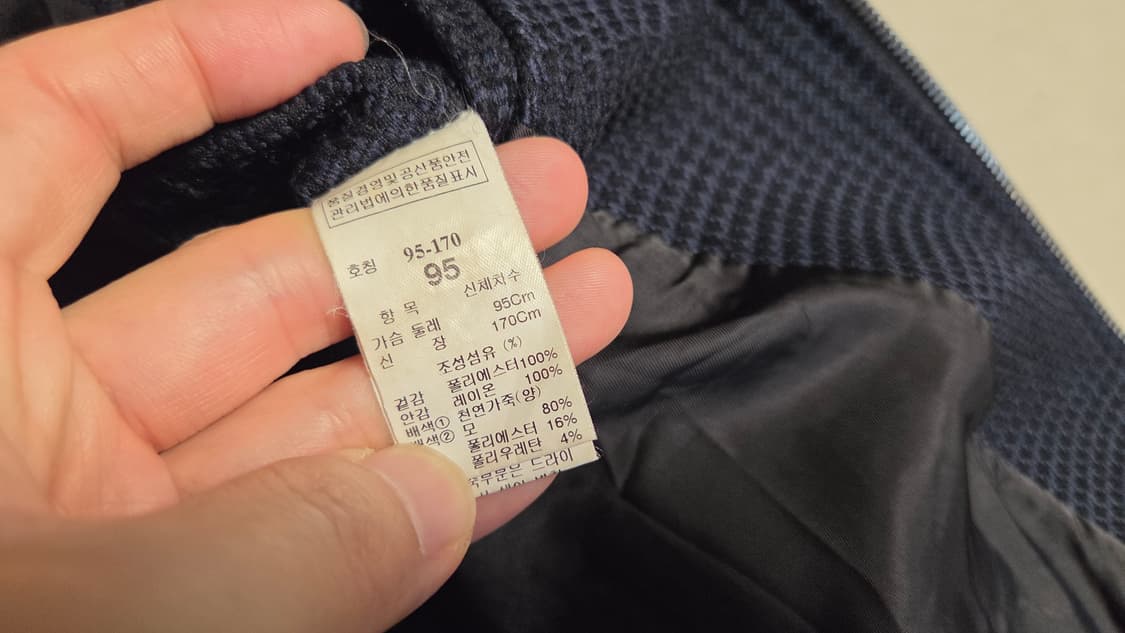 품질경영및공산품안전
관리법에의한품질표시
호칭 95-170
95
항 목 신체치수
가슴 둘레 95Cm
신 장 170Cm
조성섬유 (%)
겉감 폴리에스터100%
안감 레이온 100%
배색① 천연가죽(양)
배색② 모 80%
폴리에스터 16%
폴리우레탄 4%
드라이